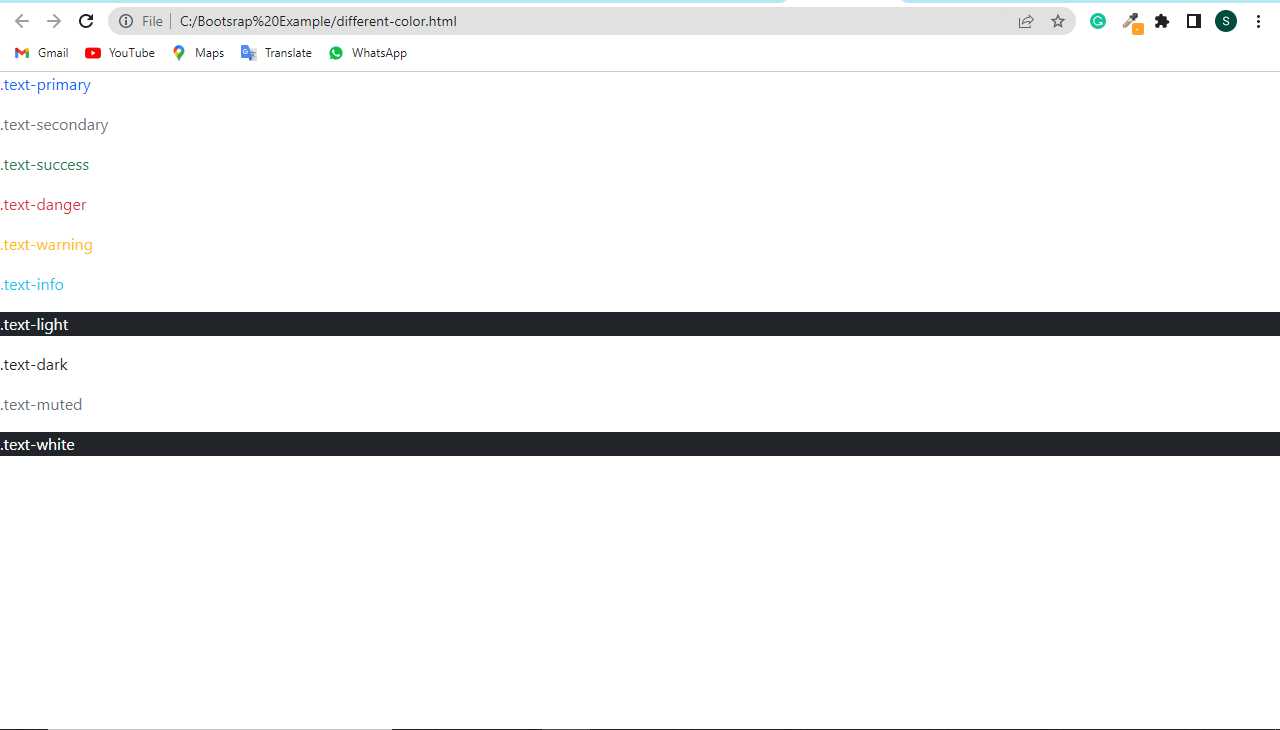 File C:/Bootsrap%20Example/different-color.html S
Gmail YouTube Maps Translate WhatsApp
.text-primary
.text-secondary
.text-success
.text-danger
.text-warning
.text-info
.text-light
.text-dark
.text-muted
.text-white